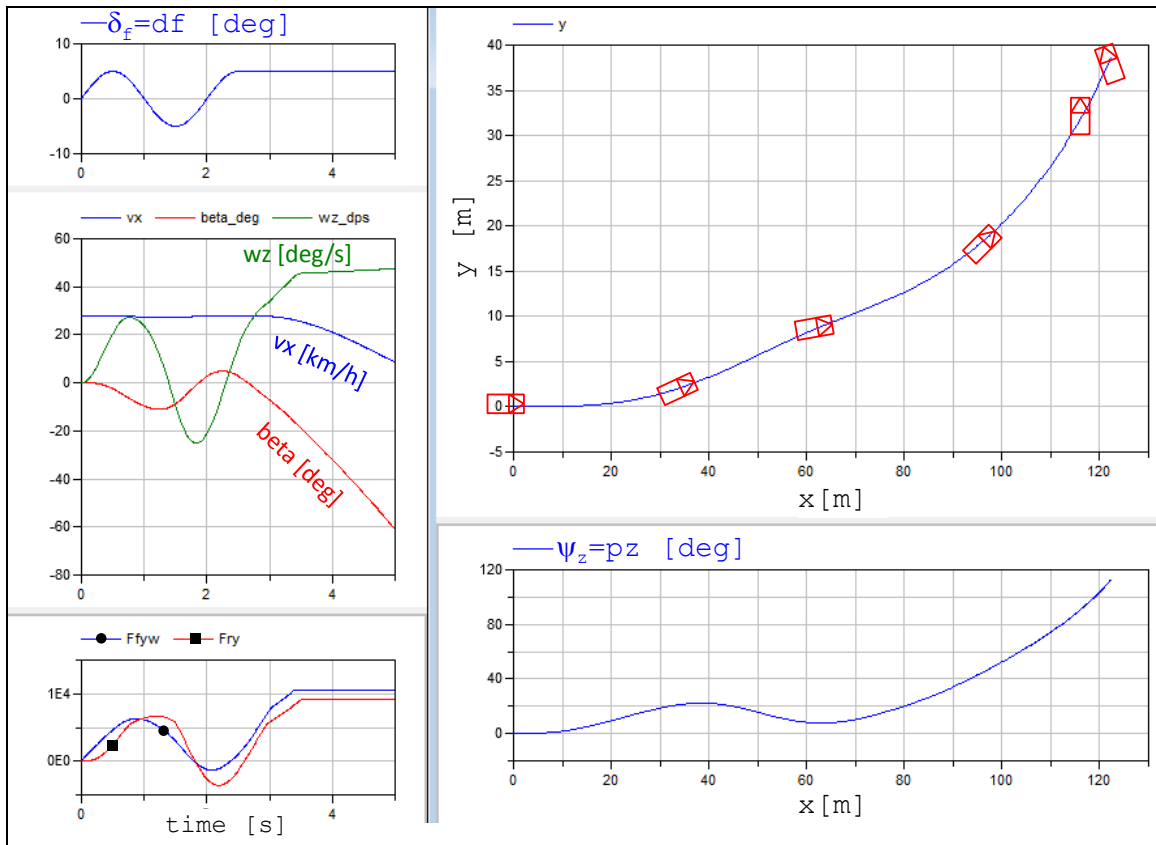 δf=df [deg]
10
0
-10
0
2
4
vx
beta_deg
wz_dps
60
40
20
0
-20
-40
-60
-80
wz [deg/s]
vx [km/h]
beta [deg]
0
2
4
Ffyw
Fry
1E4
0E0
0
2
4
time [s]
y
40
35
30
25
20
15
10
5
0
-5
y [m]
0
20
40
60
80
100
120
x[m]
ψz=pz [deg]
120
80
40
0
0
20
40
60
80
100
120
x[m]